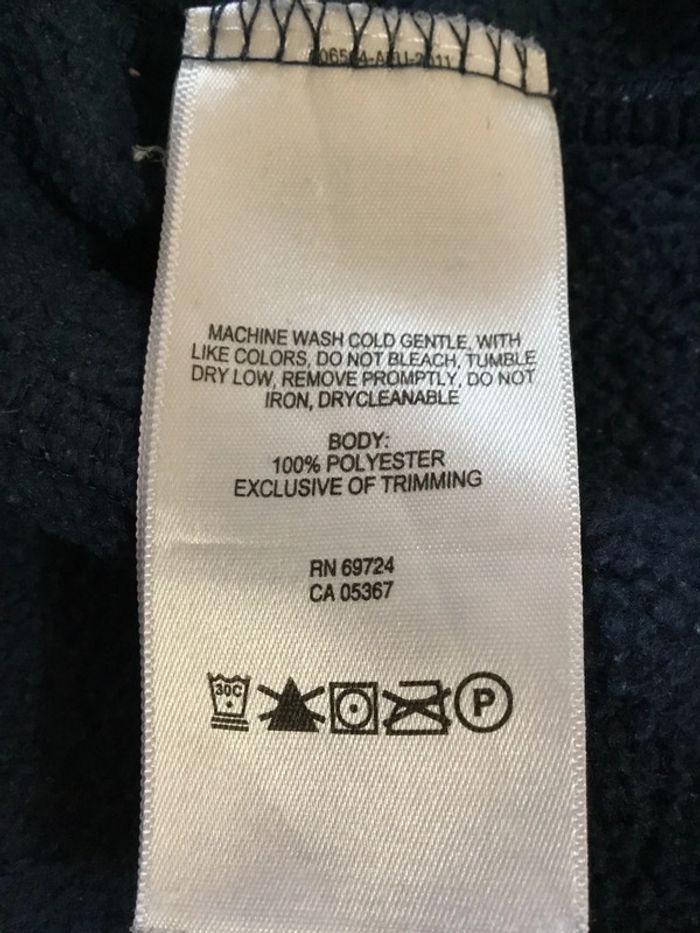 MACHINE WASH COLD GENTLE, WITH
LIKE COLORS, DO NOT BLEACH, TUMBLE
DRY LOW, REMOVE PROMPTLY, DO NOT
IRON, DRYCLEANABLE
BODY:
100% POLYESTER
EXCLUSIVE OF TRIMMING
RN 69724
CA 05367
30C
P